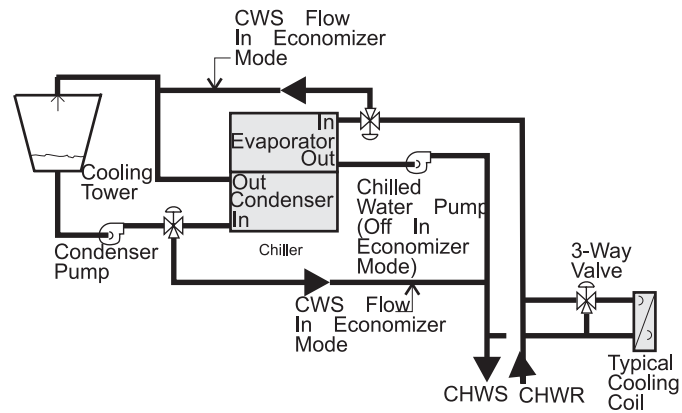 CWS Flow
In Economizer
Mode
In
Evaporator
Out
Cooling
Tower
Out
Condenser
In
Chilled
Water Pump
(Off In
Economizer
Mode)
Condenser
Pump
Chiller
3-Way
Valve
CWS Flow
In Economizer
Mode
CHWS
CHWR
Typical
Cooling
Coil